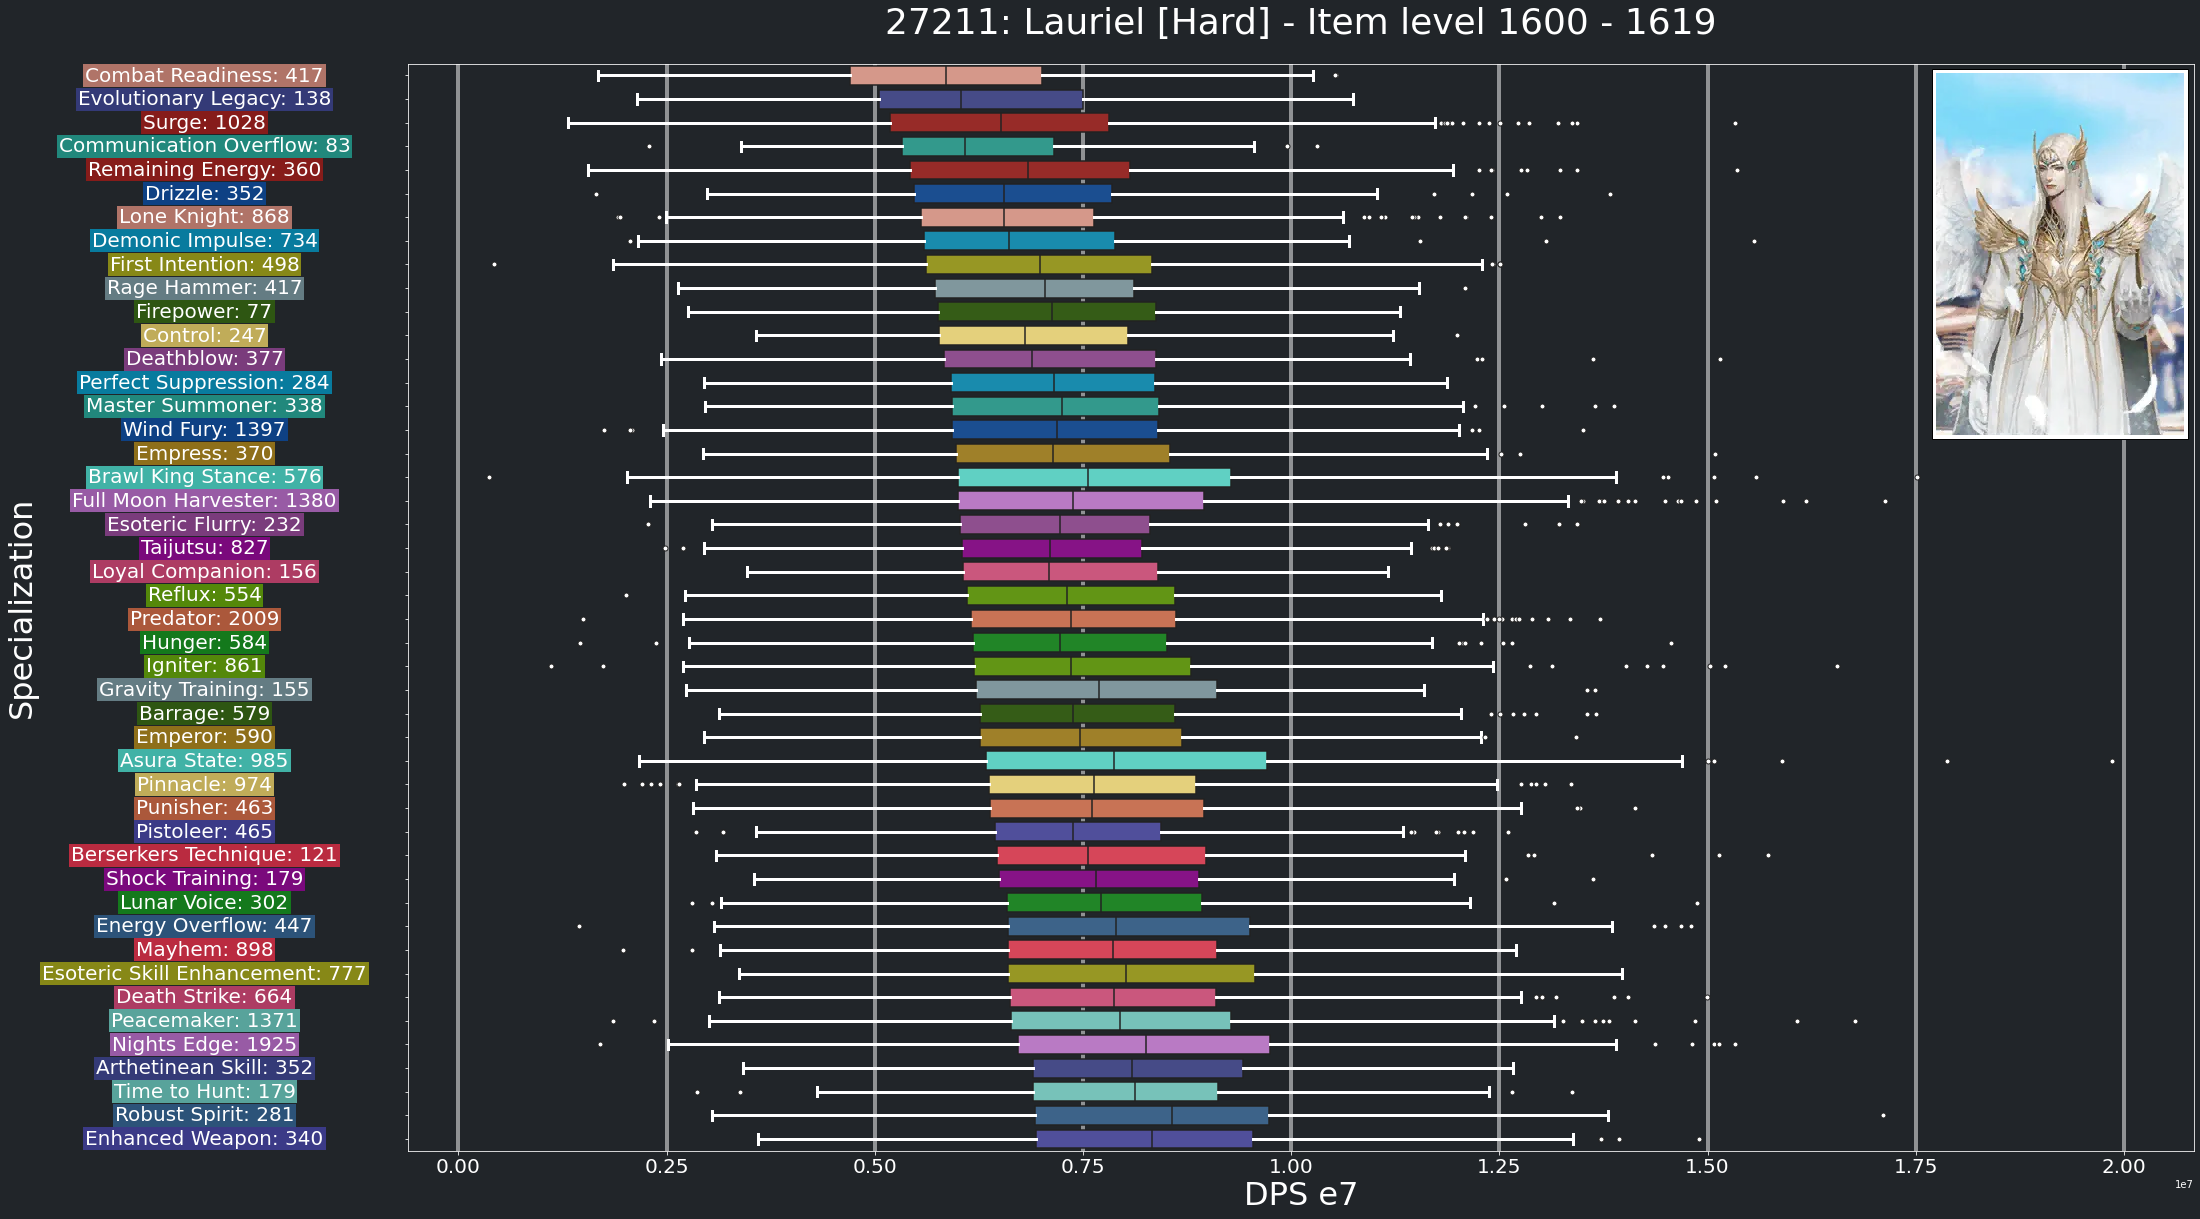 27211: Lauriel [Hard] - Item level 1600 - 1619
Combat Readiness: 417
Evolutionary Legacy: 138
Surge: 1028
Communication Overflow: 83
Remaining Energy: 360
Drizzle: 352
Lone Knight: 868
Demonic Impulse: 734
First Intention: 498
Rage Hammer: 417
Firepower: 77
Control: 247
Deathblow: 377
Perfect Suppression: 284
Master Summoner: 338
Wind Fury: 1397
Empress: 370
Brawl King Stance: 576
Full Moon Harvester: 1380
Esoteric Flurry: 232
Taijutsu: 827
Loyal Companion: 156
Reflux: 554
Predator: 2009
Hunger: 584
Igniter: 861
Gravity Training: 155
Barrage: 579
Emperor: 590
Asura State: 985
Pinnacle: 974
Punisher: 463
Pistoleer: 465
Berserkers Technique: 121
Shock Training: 179
Lunar Voice: 302
Energy Overflow: 447
Mayhem: 898
Esoteric Skill Enhancement: 777
Death Strike: 664
Peacemaker: 1371
Nights Edge: 1925
Arthetinean Skill: 352
Time to Hunt: 179
Robust Spirit: 281
Enhanced Weapon: 340
Specialization
0.00 0.25 0.50 0.75 1.00 1.25 1.50 1.75 2.00
DPS e7
1e7